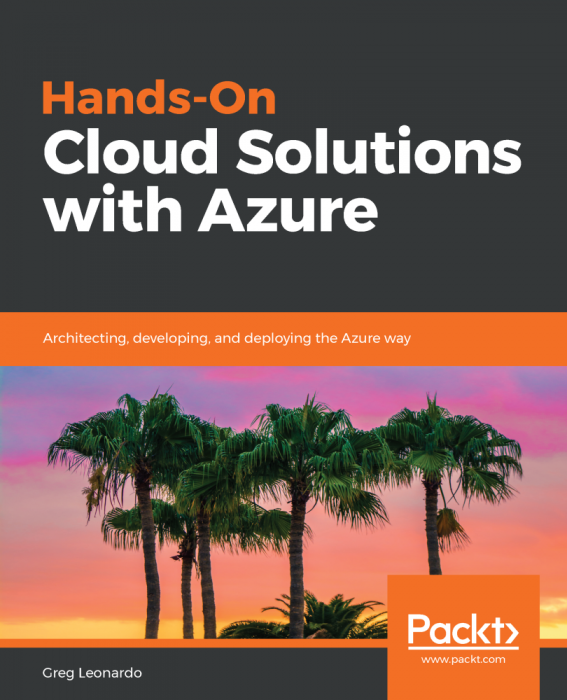 Hands-On
Cloud Solutions
with Azure
Architecting, developing, and deploying the Azure way
Packt>
www.packt.com
Greg Leonardo